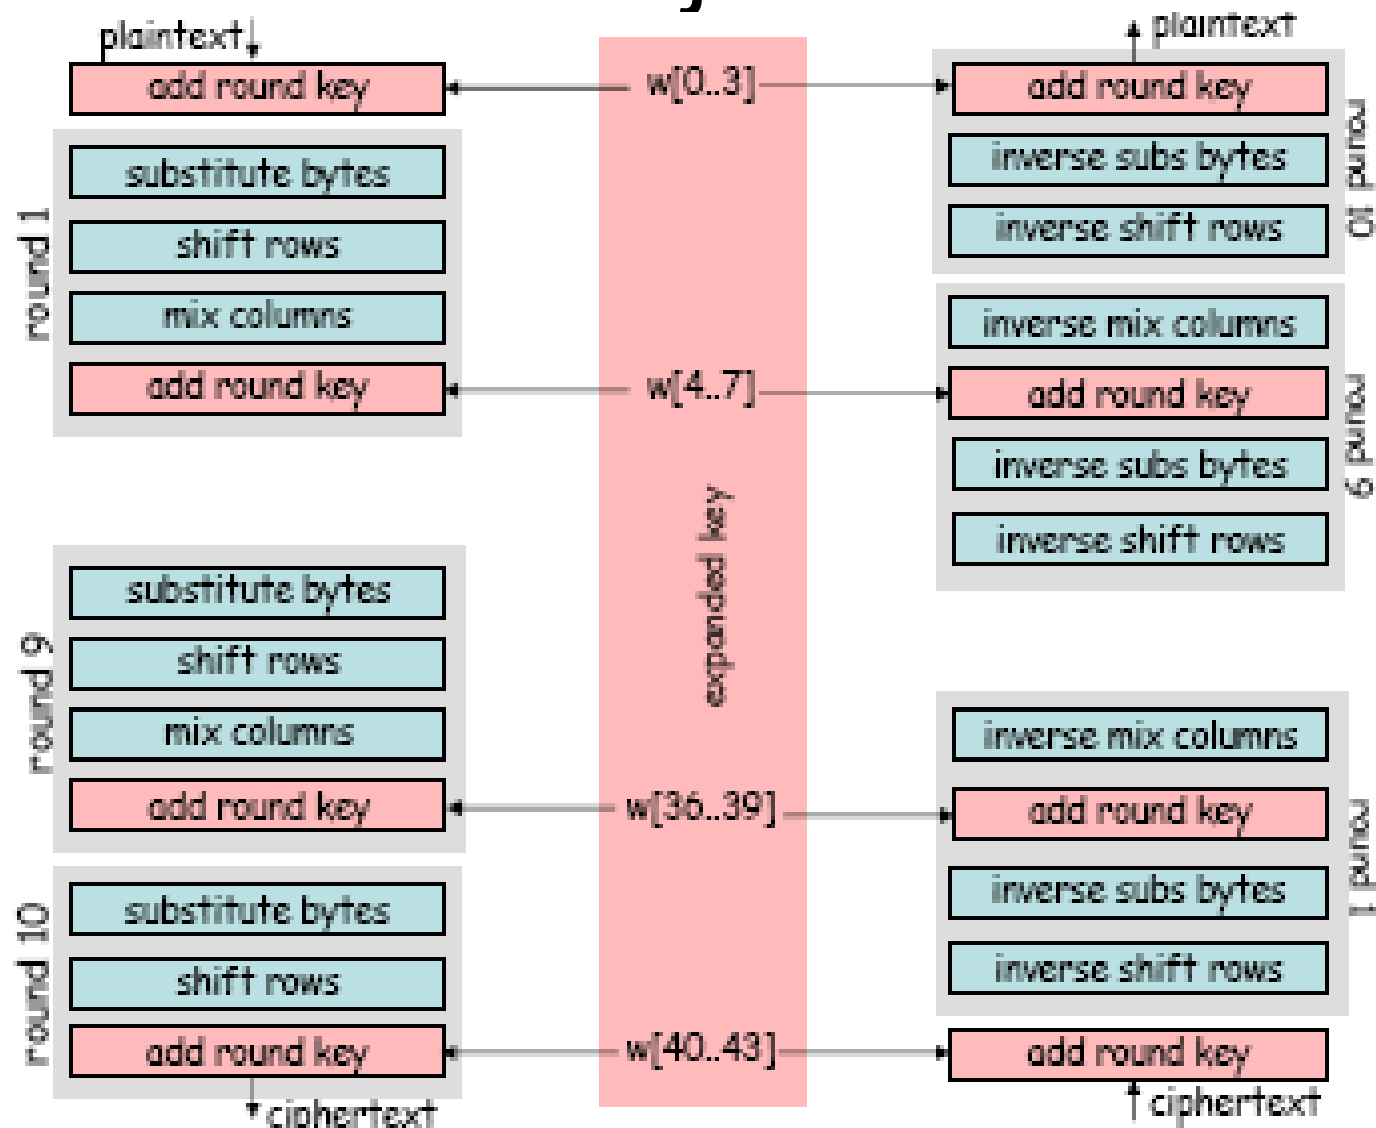 plaintext
add round key
round 1
substitute bytes
shift rows
mix columns
add round key
round 9
substitute bytes
shift rows
mix columns
add round key
round 10
substitute bytes
shift rows
add round key
ciphertext
w[0..3]
w[4..7]
expanded key
w[36..39]
w[40..43]
plaintext
add round key
inverse subs bytes
inverse shift rows
round 10
inverse mix columns
add round key
inverse subs bytes
inverse shift rows
round 9
inverse mix columns
add round key
inverse subs bytes
inverse shift rows
round 1
add round key
ciphertext